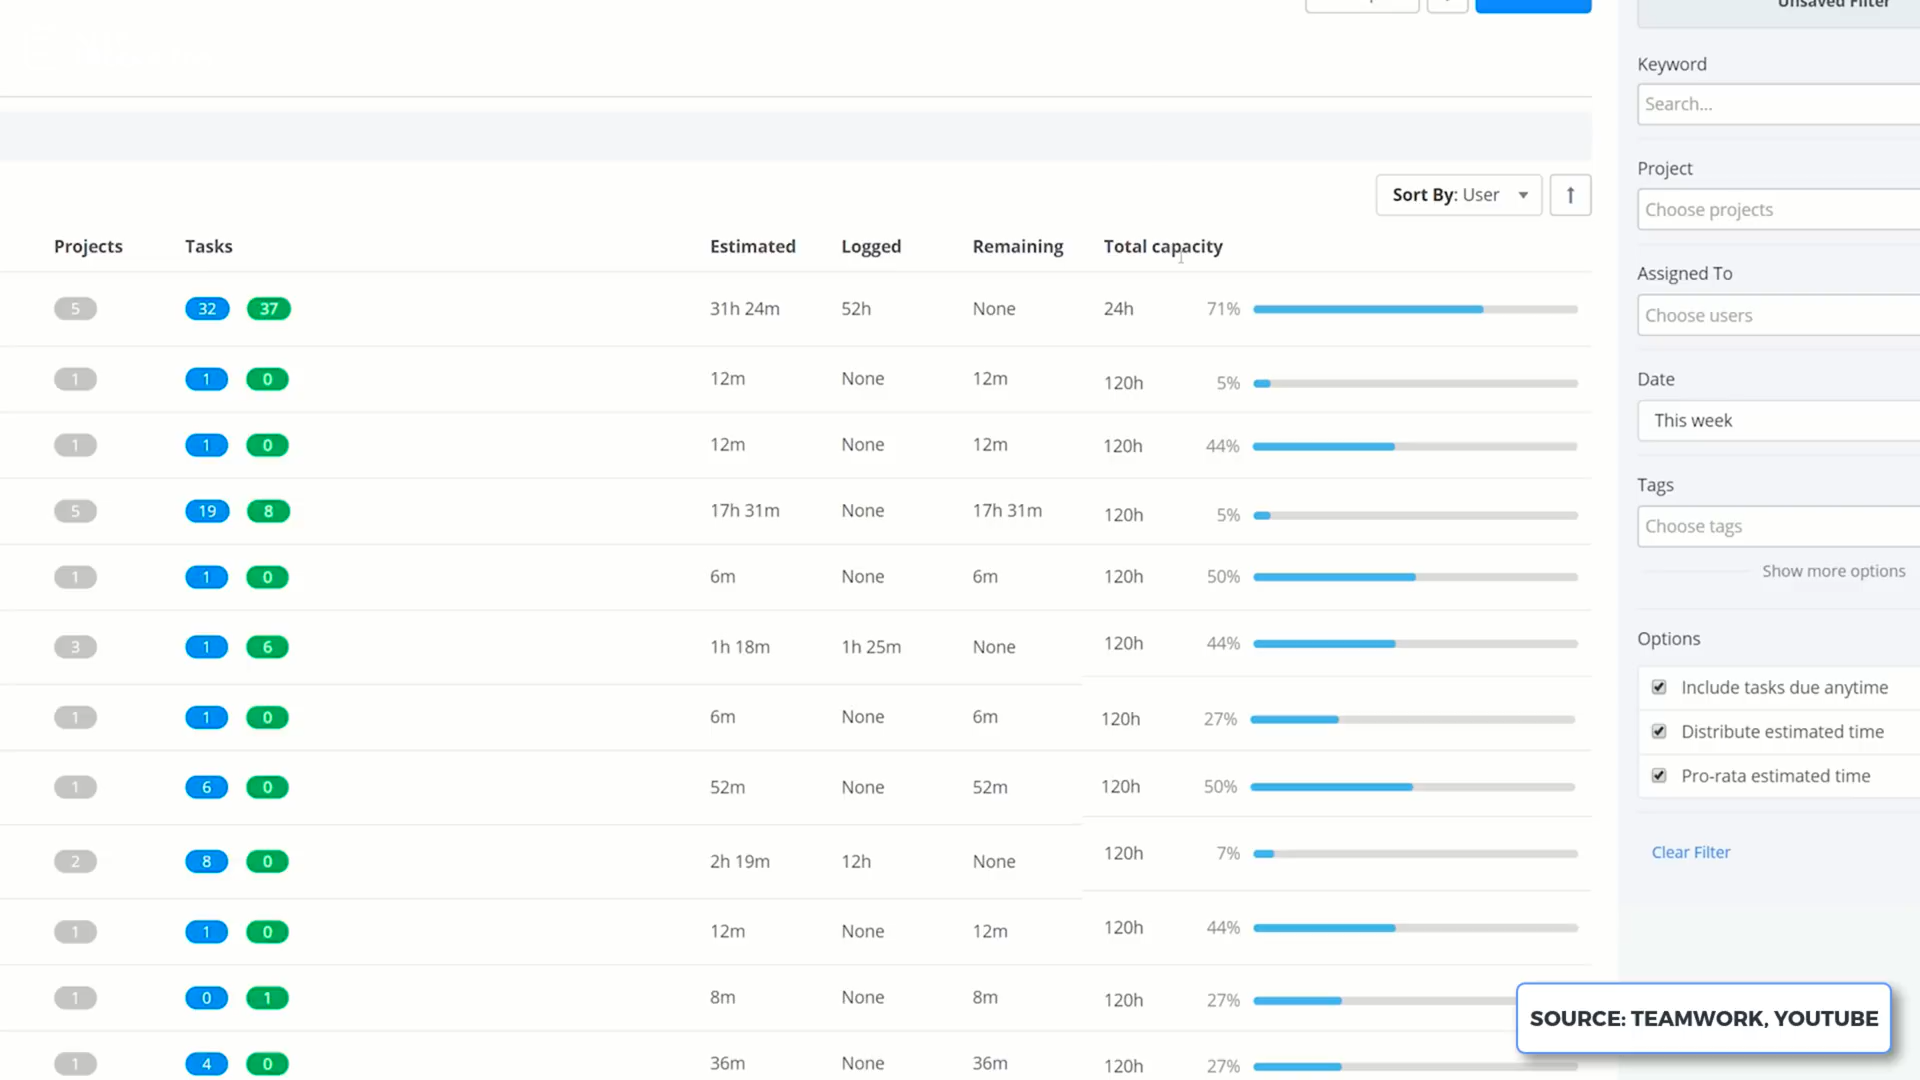 Unsaved Filter
Keyword
Search...
Project
Choose projects
Sort By: User
Projects Tasks Estimated Logged Remaining Total capacity
Assigned To
5 32 37 31h 24m 52h None 24h 71%
Choose users
1 1 0 12m None 12m 120h 5%
Date
This week
1 1 0 12m None 12m 120h 44%
Tags
5 19 8 17h 31m None 17h 31m 120h 5%
Choose tags
Show more options
1 1 0 6m None 6m 120h 50%
Options
3 1 6 1h 18m 1h 25m None 120h 44%
Include tasks due anytime
1 1 0 6m None 6m 120h 27%
Distribute estimated time
Pro-rata estimated time
1 6 0 52m None 52m 120h 50%
Clear Filter
2 8 0 2h 19m 12h None 120h 7%
1 1 0 12m None 12m 120h 44%
1 0 1 8m None 8m 120h 27%
SOURCE: TEAMWORK, YOUTUBE
1 4 0 36m None 36m 120h 27%